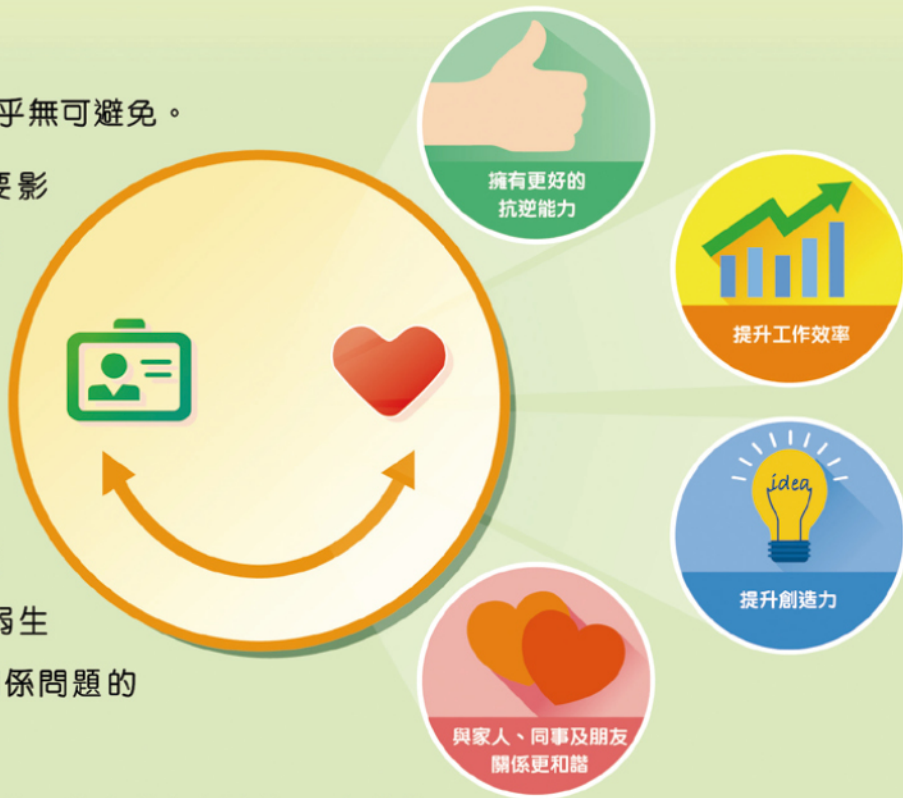 乎無可避免。
要影
弱生
係問題的
擁有更好的
抗逆能力
提升工作效率
idea
提升創造力
與家人、同事及朋友
關係更和諧